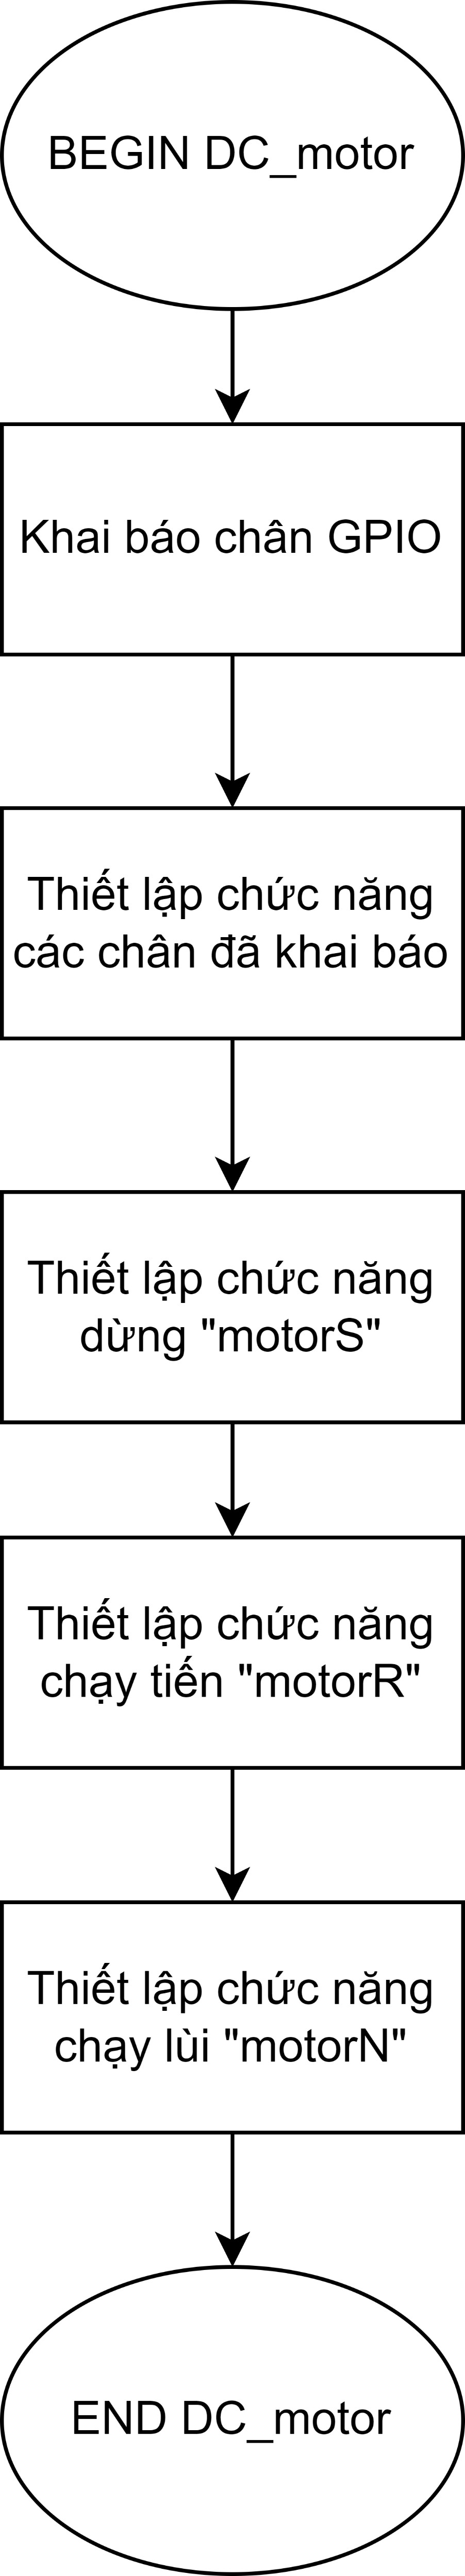 BEGIN DC_motor
Khai báo chân GPIO
Thiết lập chức năng
các chân đã khai báo
Thiết lập chức năng
dừng "motorS"
Thiết lập chức năng
chạy tiến "motorR"
Thiết lập chức năng
chạy lùi "motorN"
END DC_motor